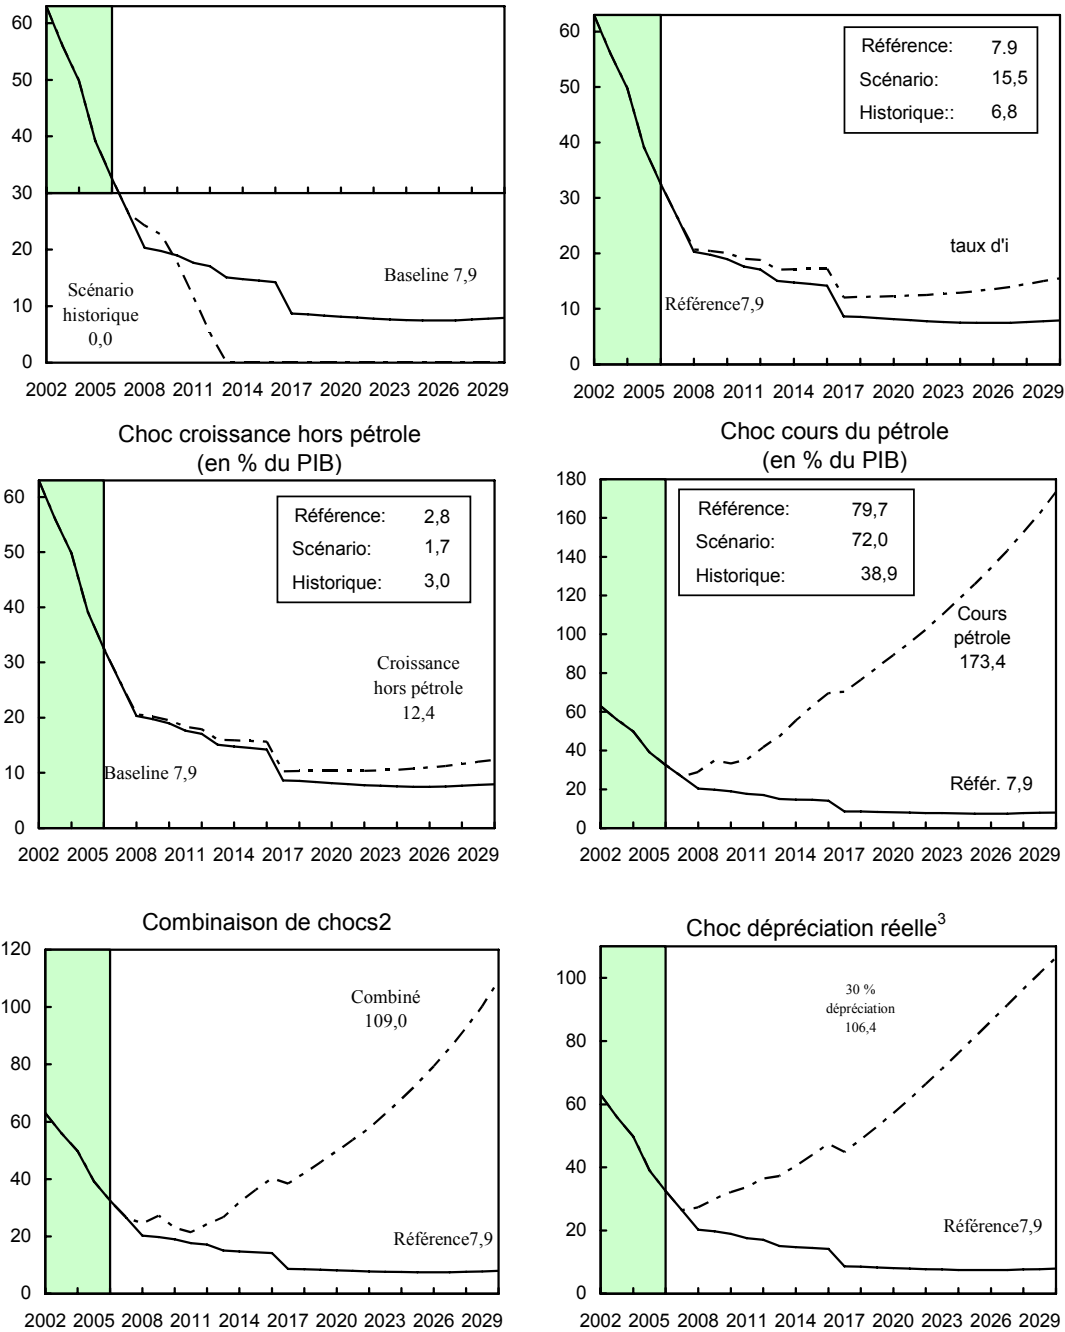 60
50
40
30
20
10
0
Baseline 7,9
Scénario
historique
0,0
2002 2005 2008 2011 2014 2017 2020 2023 2026 2029
60
50
40
30
20
10
0
Référence: 7.9
Scénario: 15,5
Historique:: 6,8
taux d'i
Référence7,9
2002 2005 2008 2011 2014 2017 2020 2023 2026 2029
Choc croissance hors pétrole
(en % du PIB)
60
50
40
30
20
10
0
Référence: 2,8
Scénario: 1,7
Historique: 3,0
Croissance
hors pétrole
12,4
Baseline 7,9
2002 2005 2008 2011 2014 2017 2020 2023 2026 2029
Choc cours du pétrole
(en % du PIB)
180
160
140
120
100
80
60
40
20
0
Référence: 79,7
Scénario: 72,0
Historique: 38,9
Cours
pétrole
173,4
Référ. 7,9
2002 2005 2008 2011 2014 2017 2020 2023 2026 2029
Combinaison de chocs2
120
100
80
60
40
20
0
Combiné
109,0
Référence7,9
2002 2005 2008 2011 2014 2017 2020 2023 2026 2029
Choc dépréciation réelle3
100
80
60
40
20
0
30 %
dépréciation
106,4
Référence7,9
2002 2005 2008 2011 2014 2017 2020 2023 2026 2029